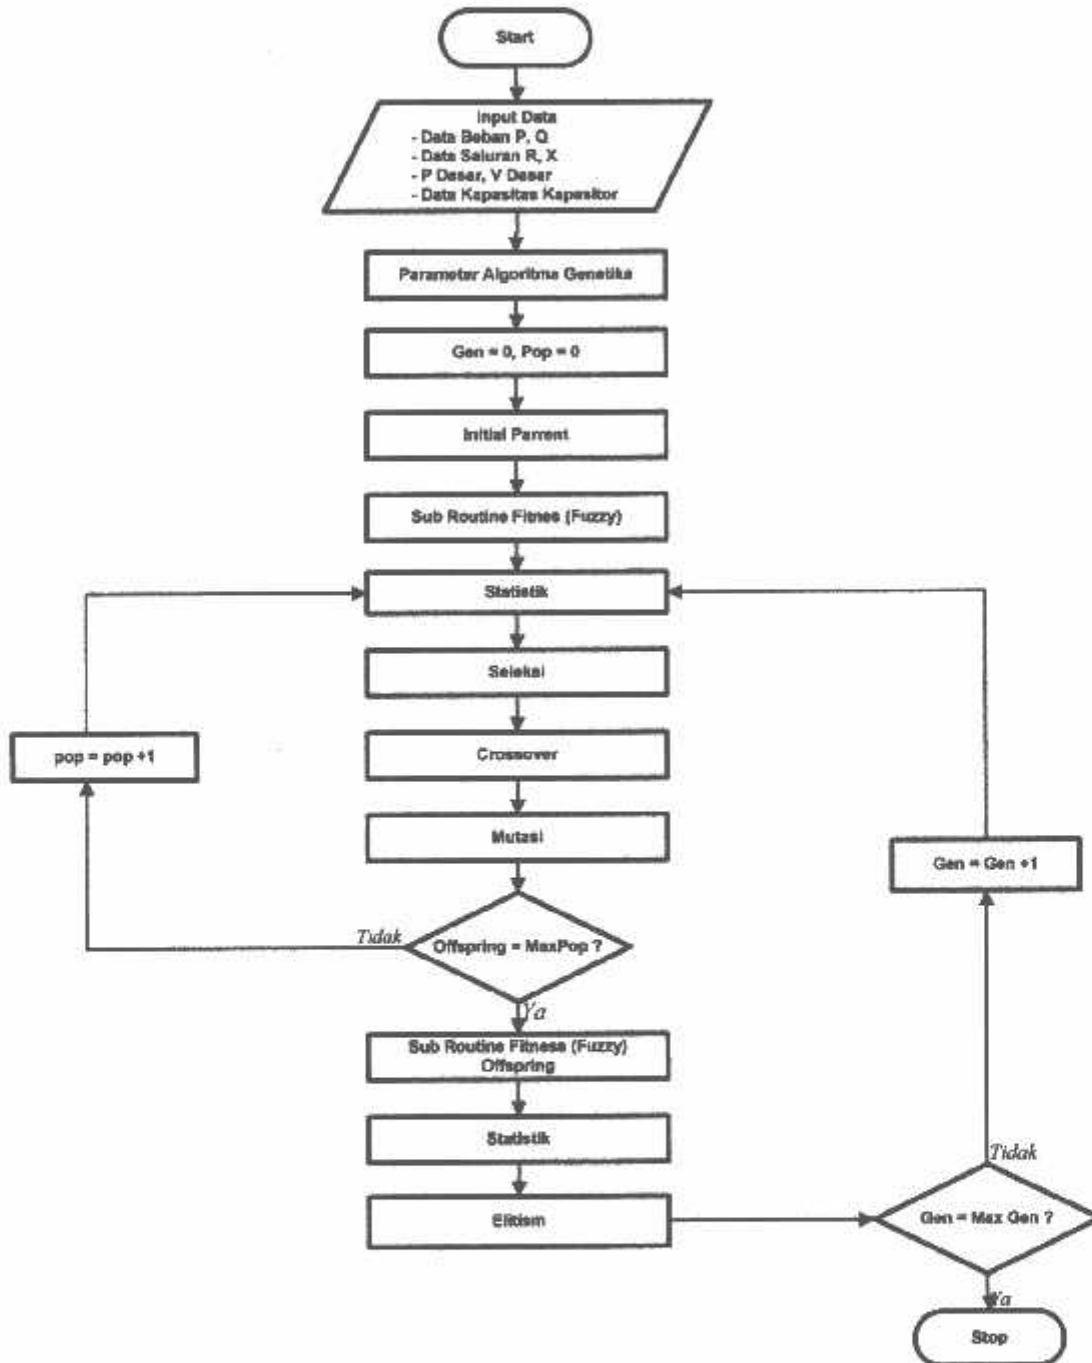 Start
Input Data
- Data Beban P, Q
- Data Saluran R, X
- P Dasar, V Dasar
- Data Kapasitas Kapasitor
Parameter Algoritma Genetika
Gen = 0, Pop = 0
Initial Parrent
Sub Routine Fitnes (Fuzzy)
Statistik
Seleksi
Crossover
pop = pop +1
Mutasi
Gen = Gen +1
Tidak
Offspring = MaxPop ?
Ya
Sub Routine Fitness (Fuzzy)
Offspring
Statistik
Tidak
Elitism
Gen = Max Gen ?
Ya
Stop